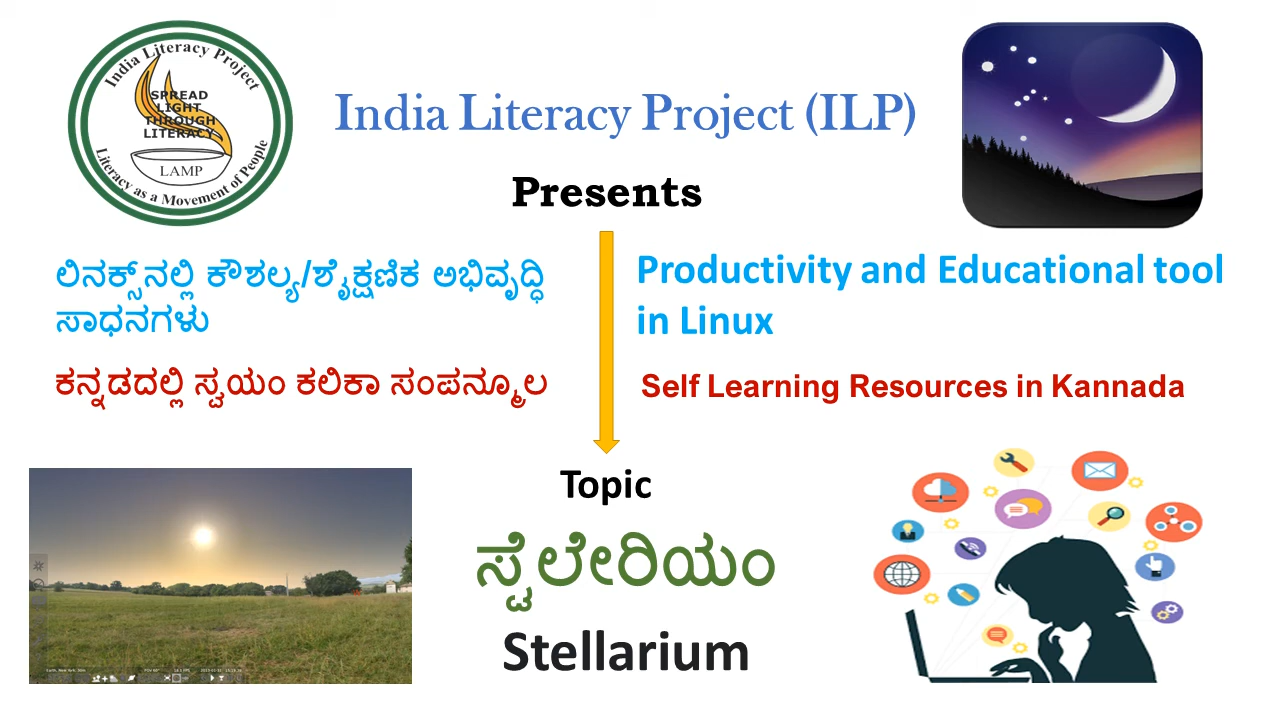 India Literacy Project
SPREAD
LIGHT
THROUGH
LITERACY
LAMP
Literacy as a Movement of People
India Literacy Project (ILP)
Presents
ಲಿನಕ್ಸ್‌ನಲ್ಲಿ ಕೌಶಲ್ಯ/ಶೈಕ್ಷಣಿಕ ಅಭಿವೃದ್ಧಿ
ಸಾಧನಗಳು
ಕನ್ನಡದಲ್ಲಿ ಸ್ವಯಂ ಕಲಿಕಾ ಸಂಪನ್ಮೂಲ
Productivity and Educational tool
in Linux
Self Learning Resources in Kannada
Topic
ಸ್ಟೆಲೇರಿಯಂ
Stellarium